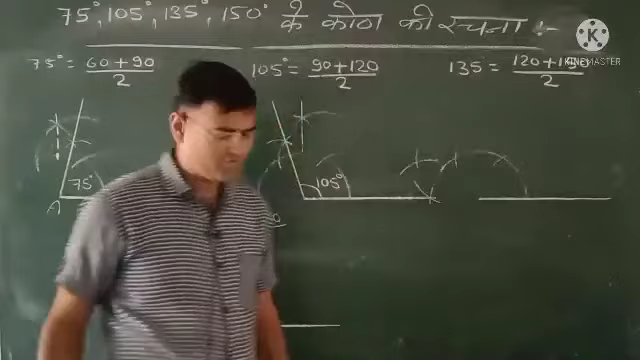 75°, 105°, 135°, 150° के कोण की रचना :-
75° = 60 + 90 / 2
105° = 90 + 120 / 2
135° = 120 + 150 / 2
KINEMASTER
75°
105°
A